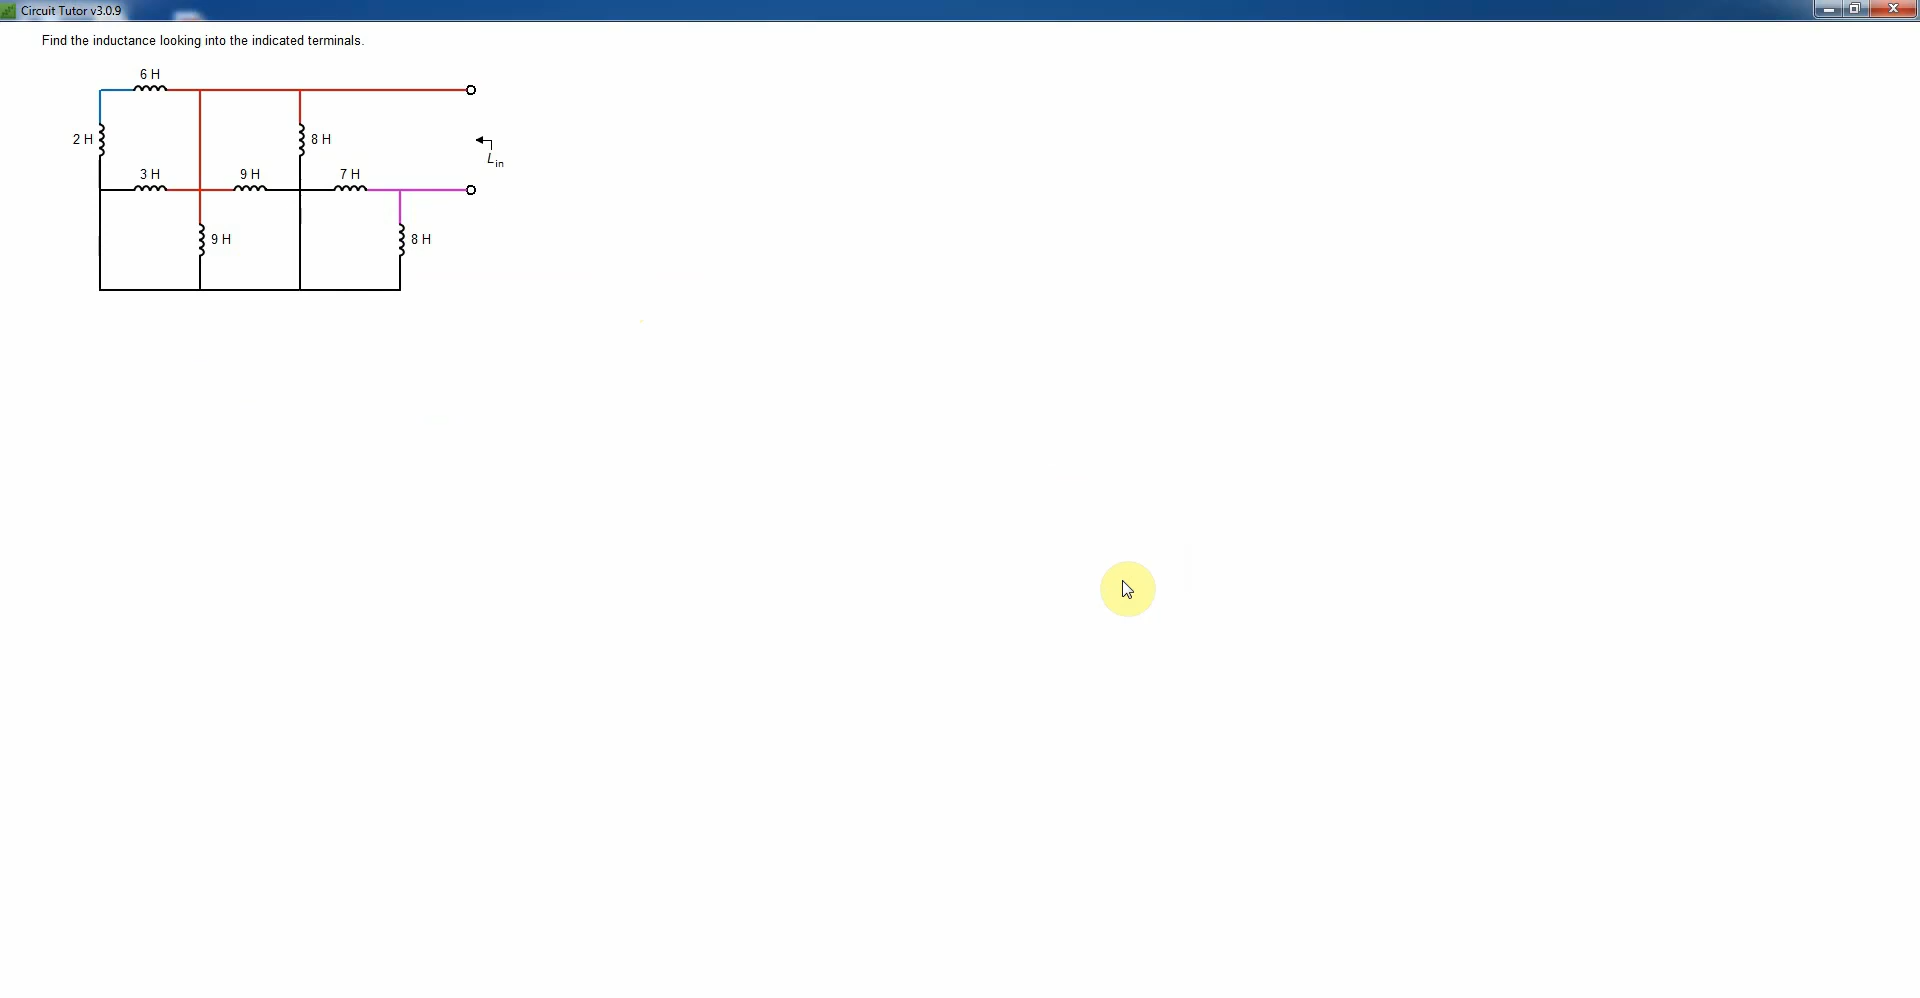 Circuit Tutor v3.0.9
Find the inductance looking into the indicated terminals.
6 H
2 H
8 H
Lin
3 H
9 H
7 H
9 H
8 H